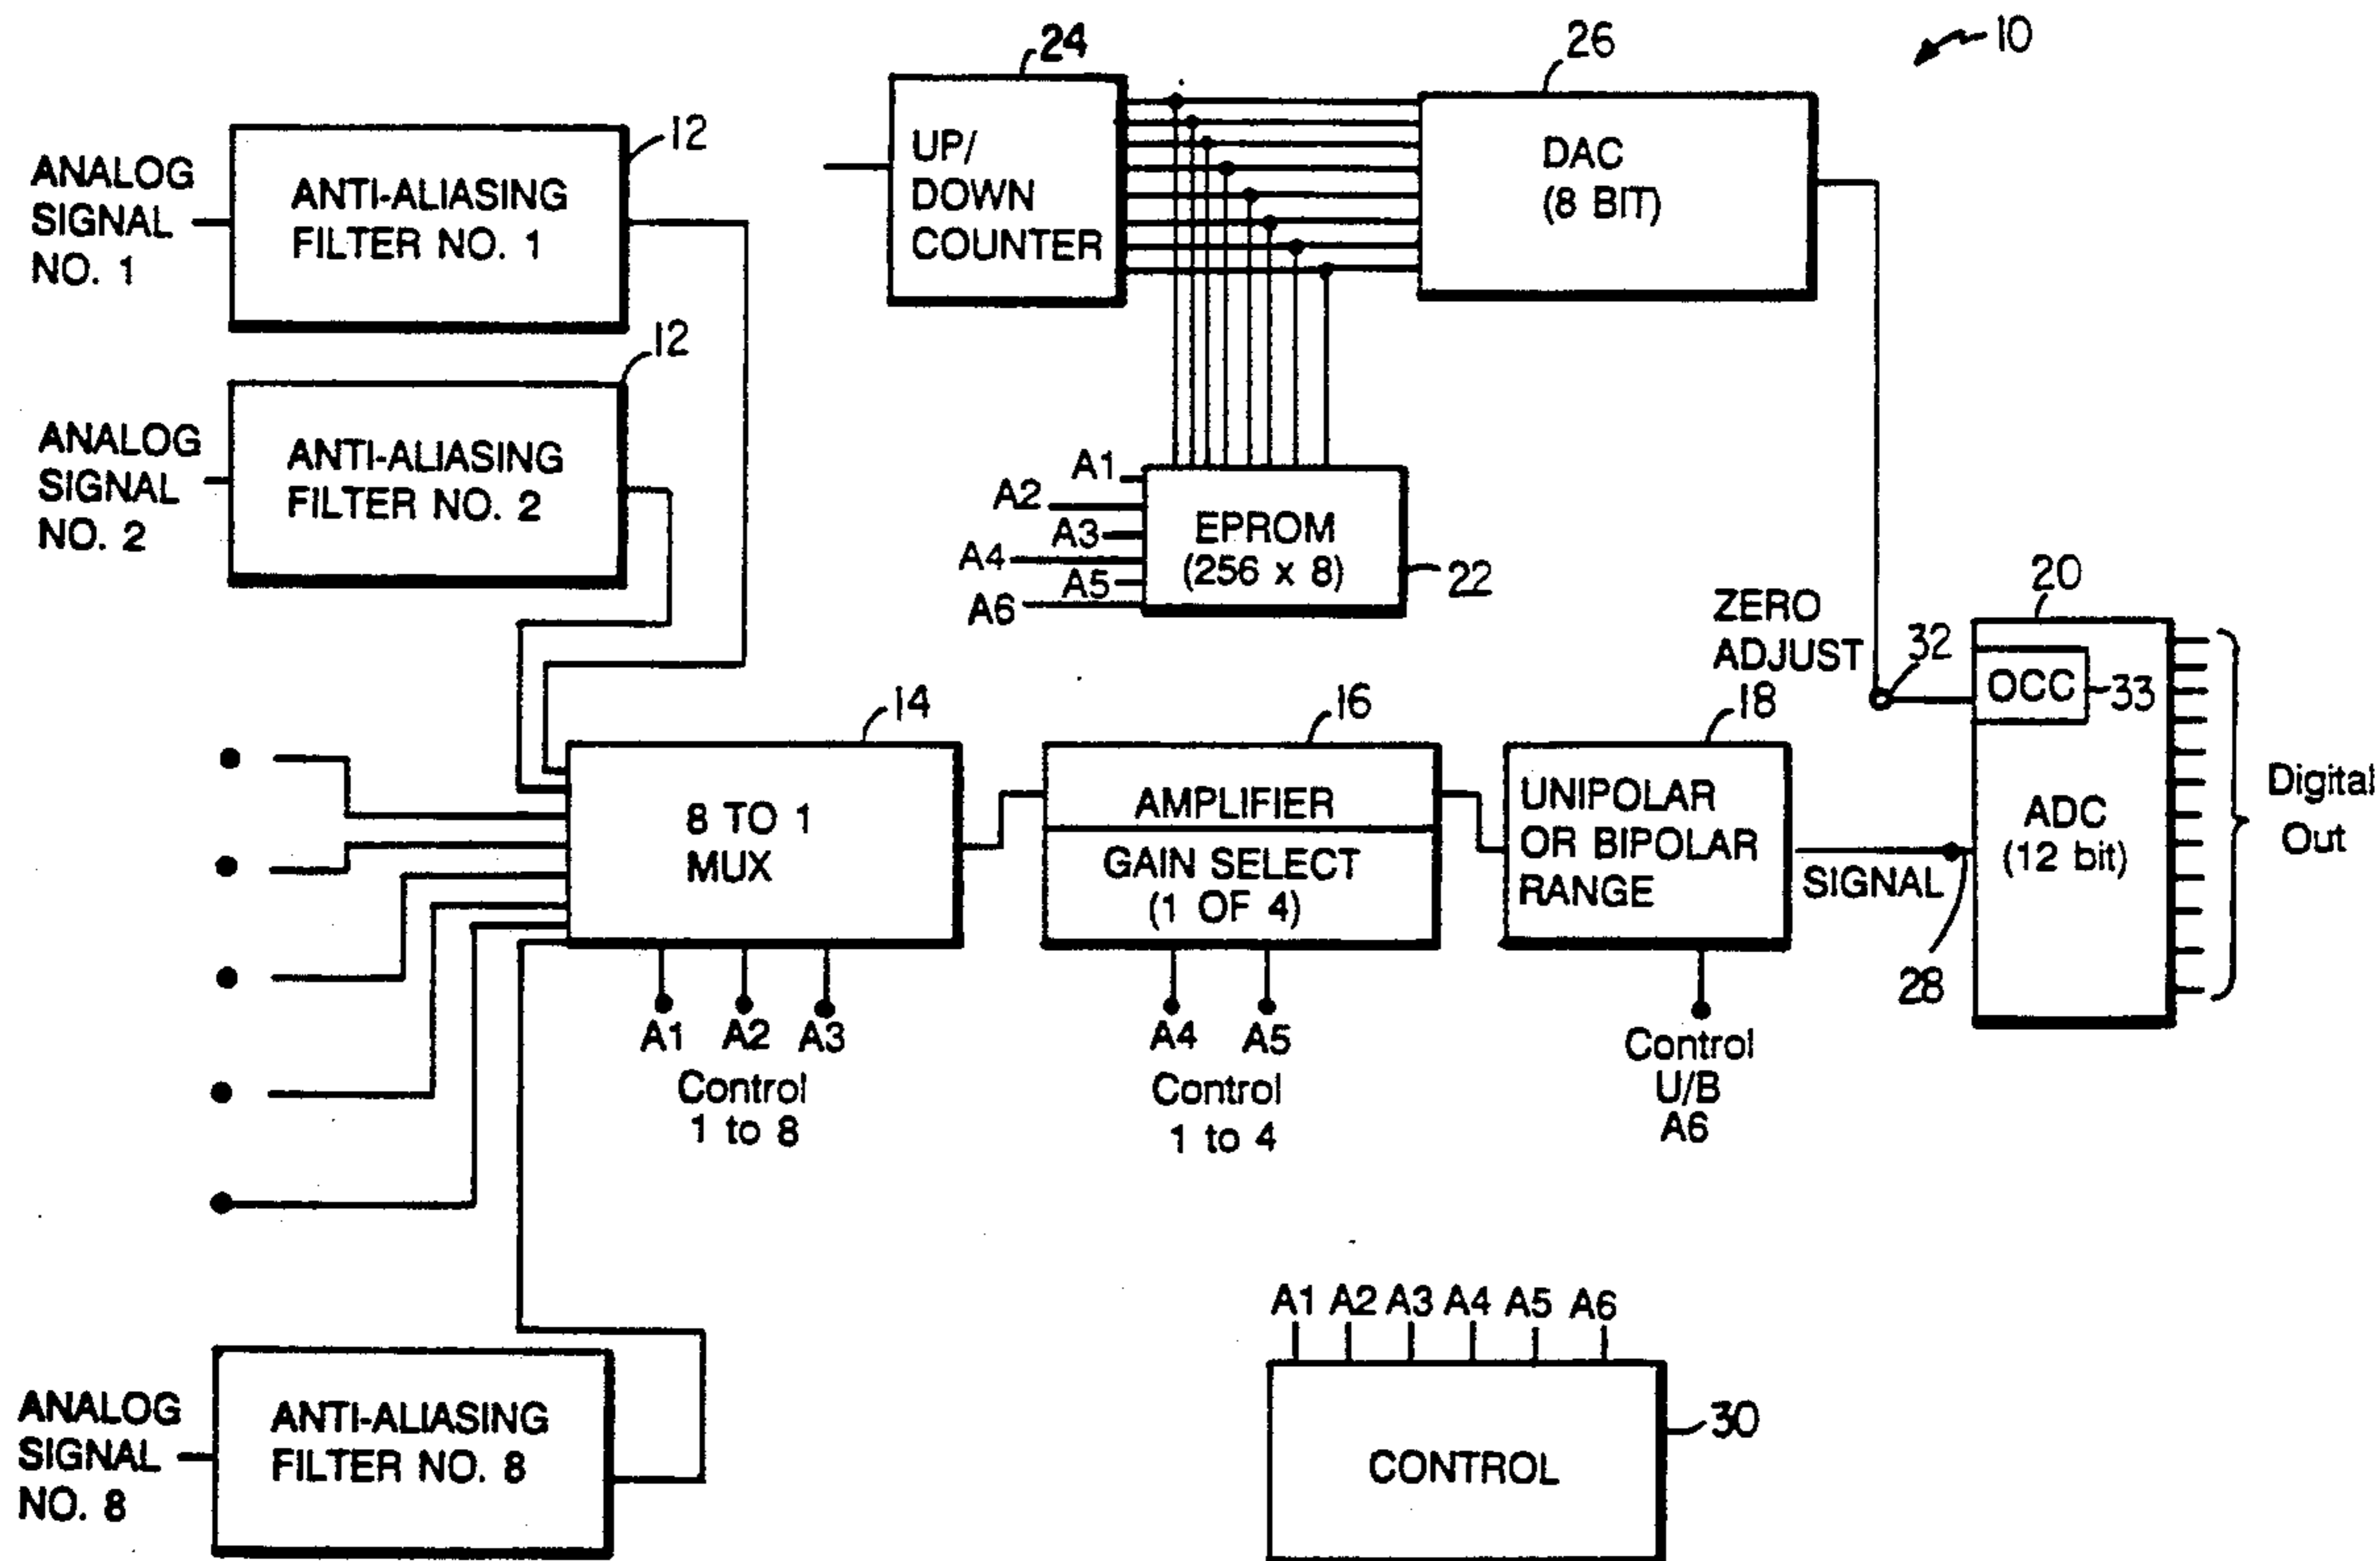 10
24
UP/
DOWN
COUNTER
26
DAC
(8 BIT)
ANALOG
SIGNAL
NO. 1
ANTI-ALIASING
FILTER NO. 1
12
ANALOG
SIGNAL
NO. 2
ANTI-ALIASING
FILTER NO. 2
12
A1
A2
A3
A4
A5
A6
EPROM
(256 x 8)
22
ZERO
ADJUST
32
20
OCC
33
ADC
(12 bit)
Digital
Out
14
8 TO 1
MUX
A1 A2 A3
Control
1 to 8
16
AMPLIFIER
GAIN SELECT
(1 OF 4)
A4 A5
Control
1 to 4
18
UNIPOLAR
OR BIPOLAR
RANGE
SIGNAL
28
Control
U/B
A6
ANALOG
SIGNAL
NO. 8
ANTI-ALIASING
FILTER NO. 8
A1 A2 A3 A4 A5 A6
CONTROL
30